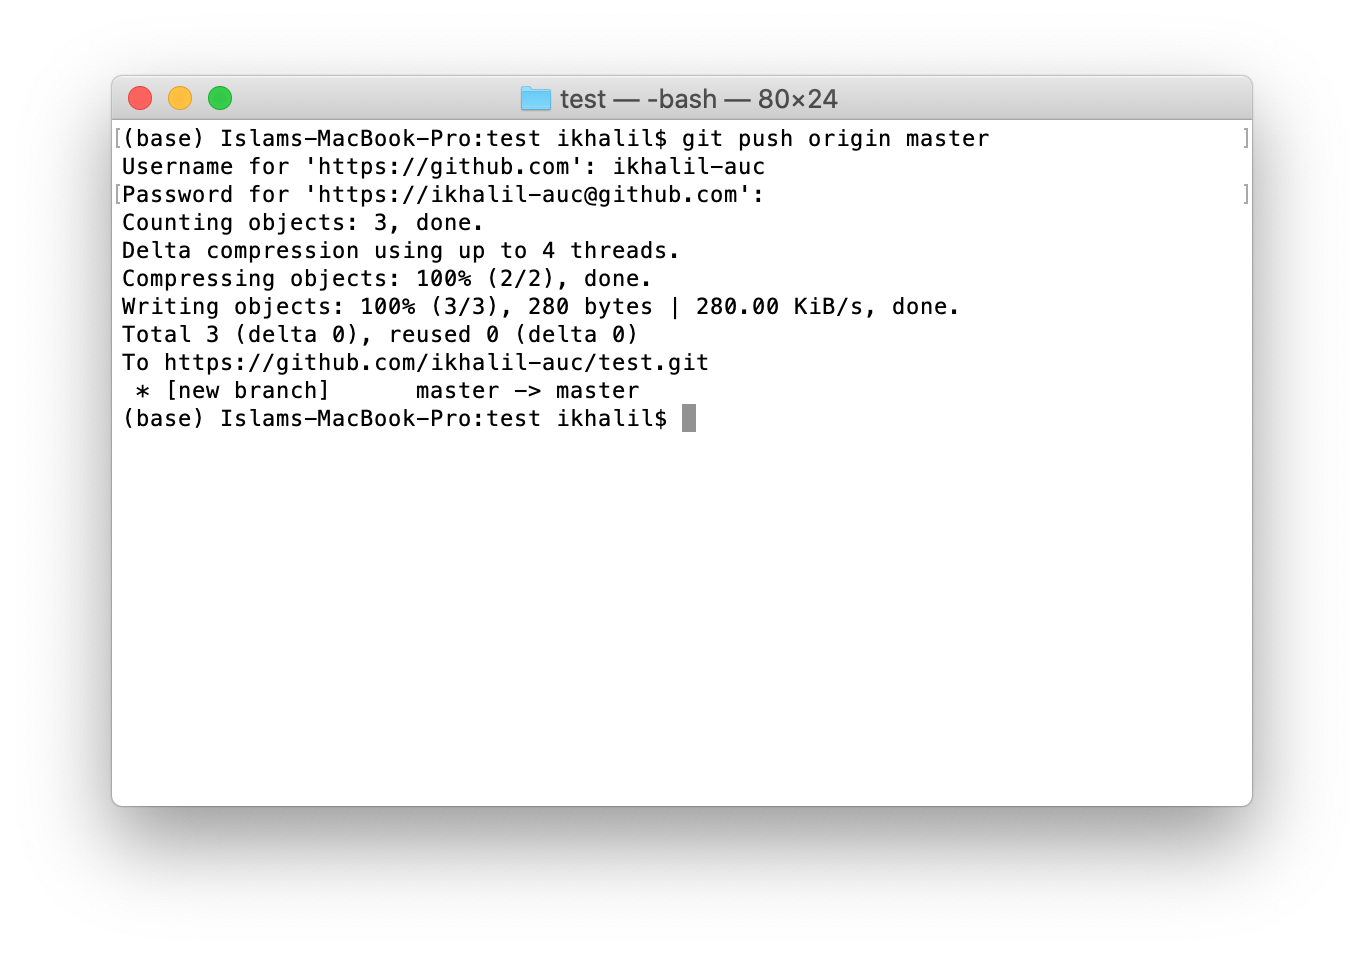 test — -bash — 80×24
[(base) Islams-MacBook-Pro:test ikhalil$ git push origin master ]
Username for 'https://github.com': ikhalil-auc
[Password for 'https://ikhalil-auc@github.com': ]
Counting objects: 3, done.
Delta compression using up to 4 threads.
Compressing objects: 100% (2/2), done.
Writing objects: 100% (3/3), 280 bytes | 280.00 KiB/s, done.
Total 3 (delta 0), reused 0 (delta 0)
To https://github.com/ikhalil-auc/test.git
 * [new branch]      master -> master
(base) Islams-MacBook-Pro:test ikhalil$